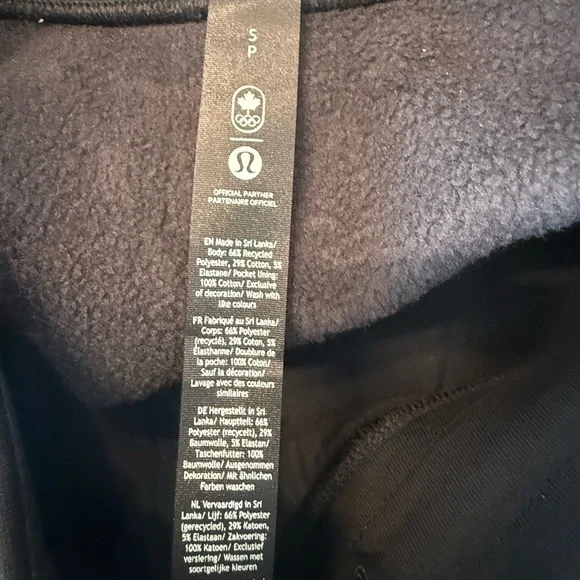 S
P
OFFICIAL PARTNER
PARTENAIRE OFFICIEL
EN Made in Sri Lanka/
Body: 66% Recycled
Polyester, 29% Cotton, 5%
Elastane/ Pocket lining:
100% Cotton/ Exclusive
of decoration/ Wash with
like colours
FR Fabriqué au Sri Lanka/
Corps: 66% Polyester
(recyclé), 29% Coton, 5%
Élasthanne/ Doublure de
la poche: 100% Coton/
Sauf la décoration/
Lavage avec des couleurs
similaires
DE Hergestellt in Sri
Lanka/ Hauptteil: 66%
Polyester (recycelt), 29%
Baumwolle, 5% Elastan/
Taschenfutter: 100%
Baumwolle/ Ausgenommen
Dekoration/ Mit ähnlichen
Farben waschen
NL Vervaardigd in Sri
Lanka/ Lijf: 66% Polyester
(gerecycled), 29% Katoen,
5% Elastaan/ Zakvoering:
100% Katoen/ Exclusief
versiering/ Wassen met
soortgelijke kleuren